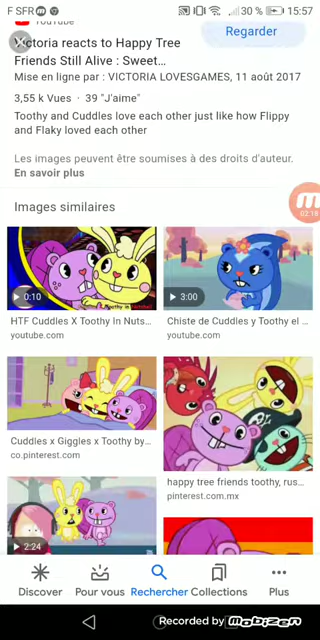 F SFR
30 % 15:57
YouTube
Regarder
Victoria reacts to Happy Tree
Friends Still Alive : Sweet…
Mise en ligne par : VICTORIA LOVESGAMES, 11 août 2017
3,55 k Vues · 39 "J'aime"
Toothy and Cuddles love each other just like how Flippy
and Flaky loved each other
Les images peuvent être soumises à des droits d'auteur.
En savoir plus
02:18
Images similaires
0:10
3:00
HTF Cuddles X Toothy In Nuts...
youtube.com
Chiste de Cuddles y Toothy el ...
youtube.com
Cuddles x Giggles x Toothy by...
co.pinterest.com
happy tree friends toothy, rus...
pinterest.com.mx
2:24
Discover
Pour vous
Rechercher
Collections
Plus
Recorded by Mobizen